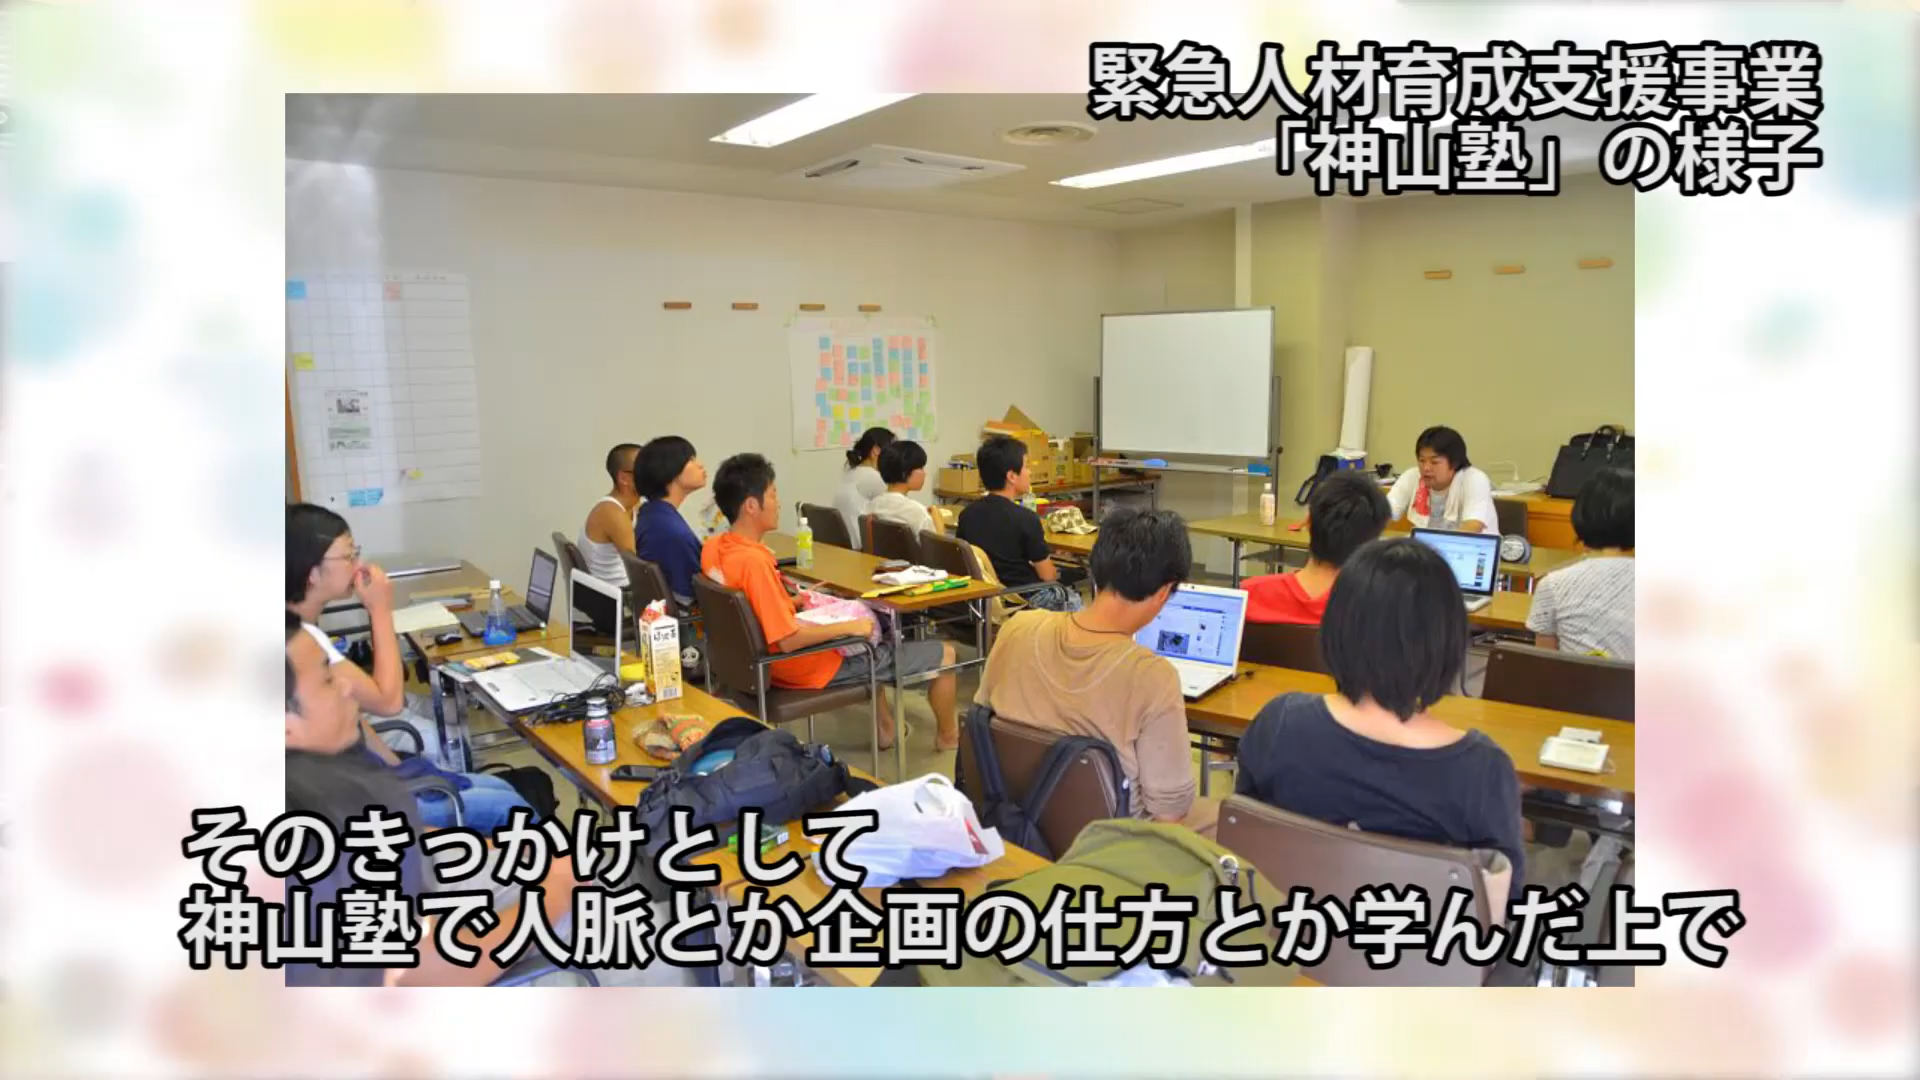 緊急人材育成支援事業
「神山塾」の様子
そのきっかけとして
神山塾で人脈とか企画の仕方とか学んだ上で